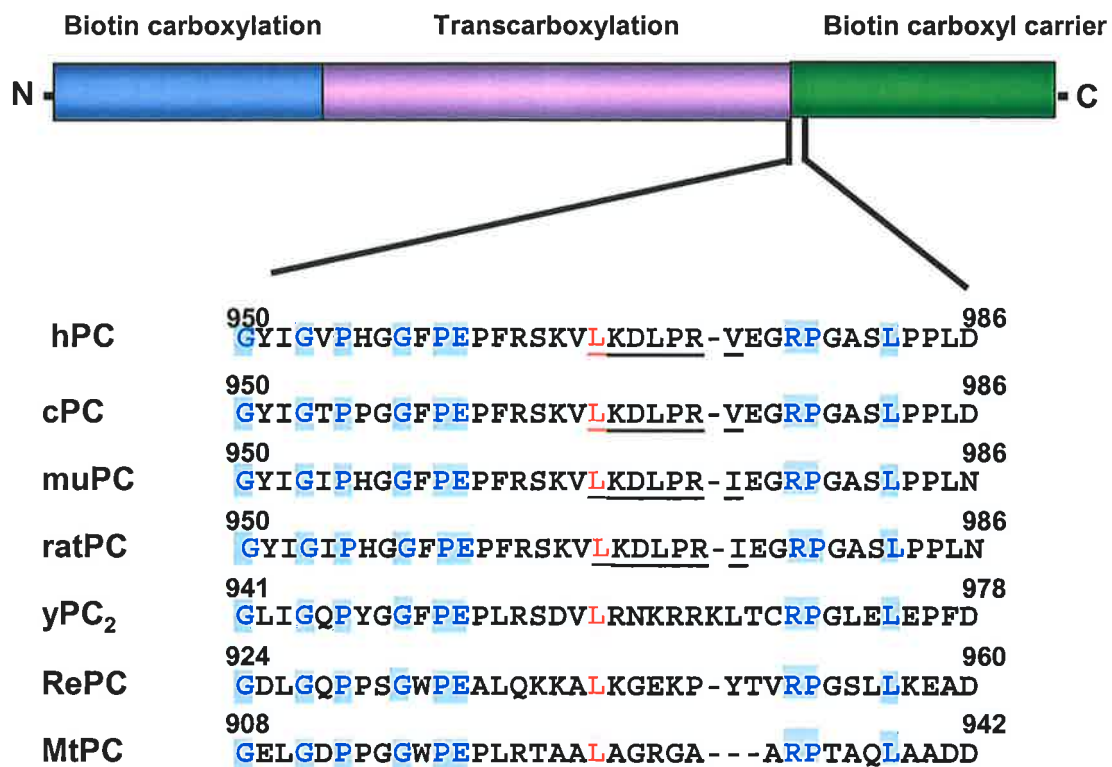 Biotin carboxylation Transcarboxylation Biotin carboxyl carrier
N C
950 986
hPC GYIGVPHGGFPEPFRSKVLKDLPR-VEGRPGASLPPLD
950 986
cPC GYIGTPPGGFPEPFRSKVLKDLPR-VEGRPGASLPPLD
950 986
muPC GYIGIPHGGFPEPFRSKVLKDLPR-IEGRPGASLPPLN
950 986
ratPC GYIGIPHGGFPEPFRSKVLKDLPR-IEGRPGASLPPLN
941 978
yPC₂ GLIGQPYGGFPEPLRSDVLRNKRRKLTCRPGLELEPFD
924 960
RePC GDLGQPPSGWPEALQKKALKGEKP-YTVRPGSLLKEAD
908 942
MtPC GELGDPPGGWPEPLRTAALAGRGA---ARPTAQLAADD